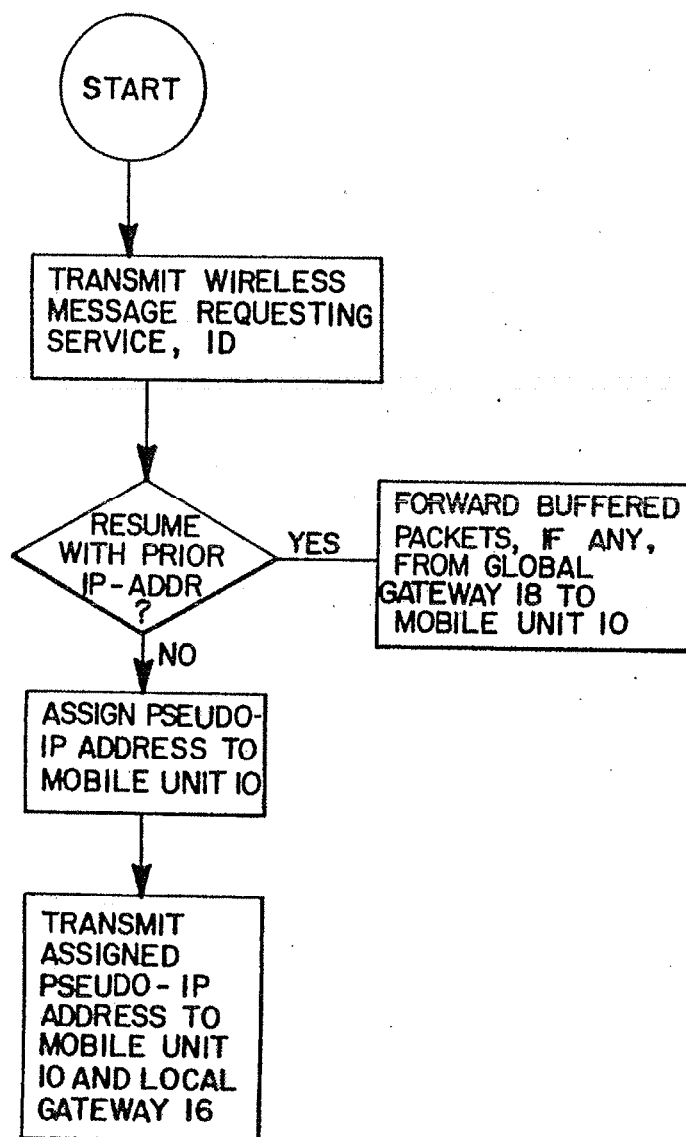 START
TRANSMIT WIRELESS
MESSAGE REQUESTING
SERVICE, ID
RESUME
WITH PRIOR
IP-ADDR
?
YES
FORWARD BUFFERED
PACKETS, IF ANY,
FROM GLOBAL
GATEWAY 18 TO
MOBILE UNIT 10
NO
ASSIGN PSEUDO-
IP ADDRESS TO
MOBILE UNIT 10
TRANSMIT
ASSIGNED
PSEUDO-IP
ADDRESS TO
MOBILE UNIT
10 AND LOCAL
GATEWAY 16